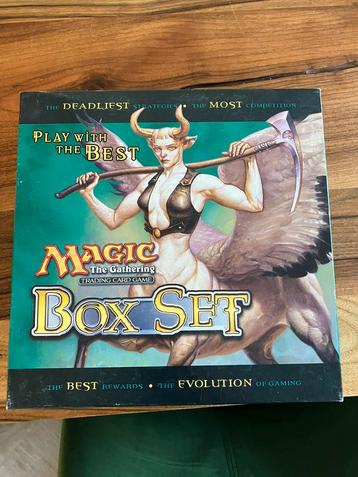 THE DEADLIEST STRATEGIES • THE MOST COMPETITION
PLAY WITH
THE BEST
MAGIC
The Gathering
TRADING CARD GAME
BOX SET
THE BEST REWARDS • THE EVOLUTION OF GAMING